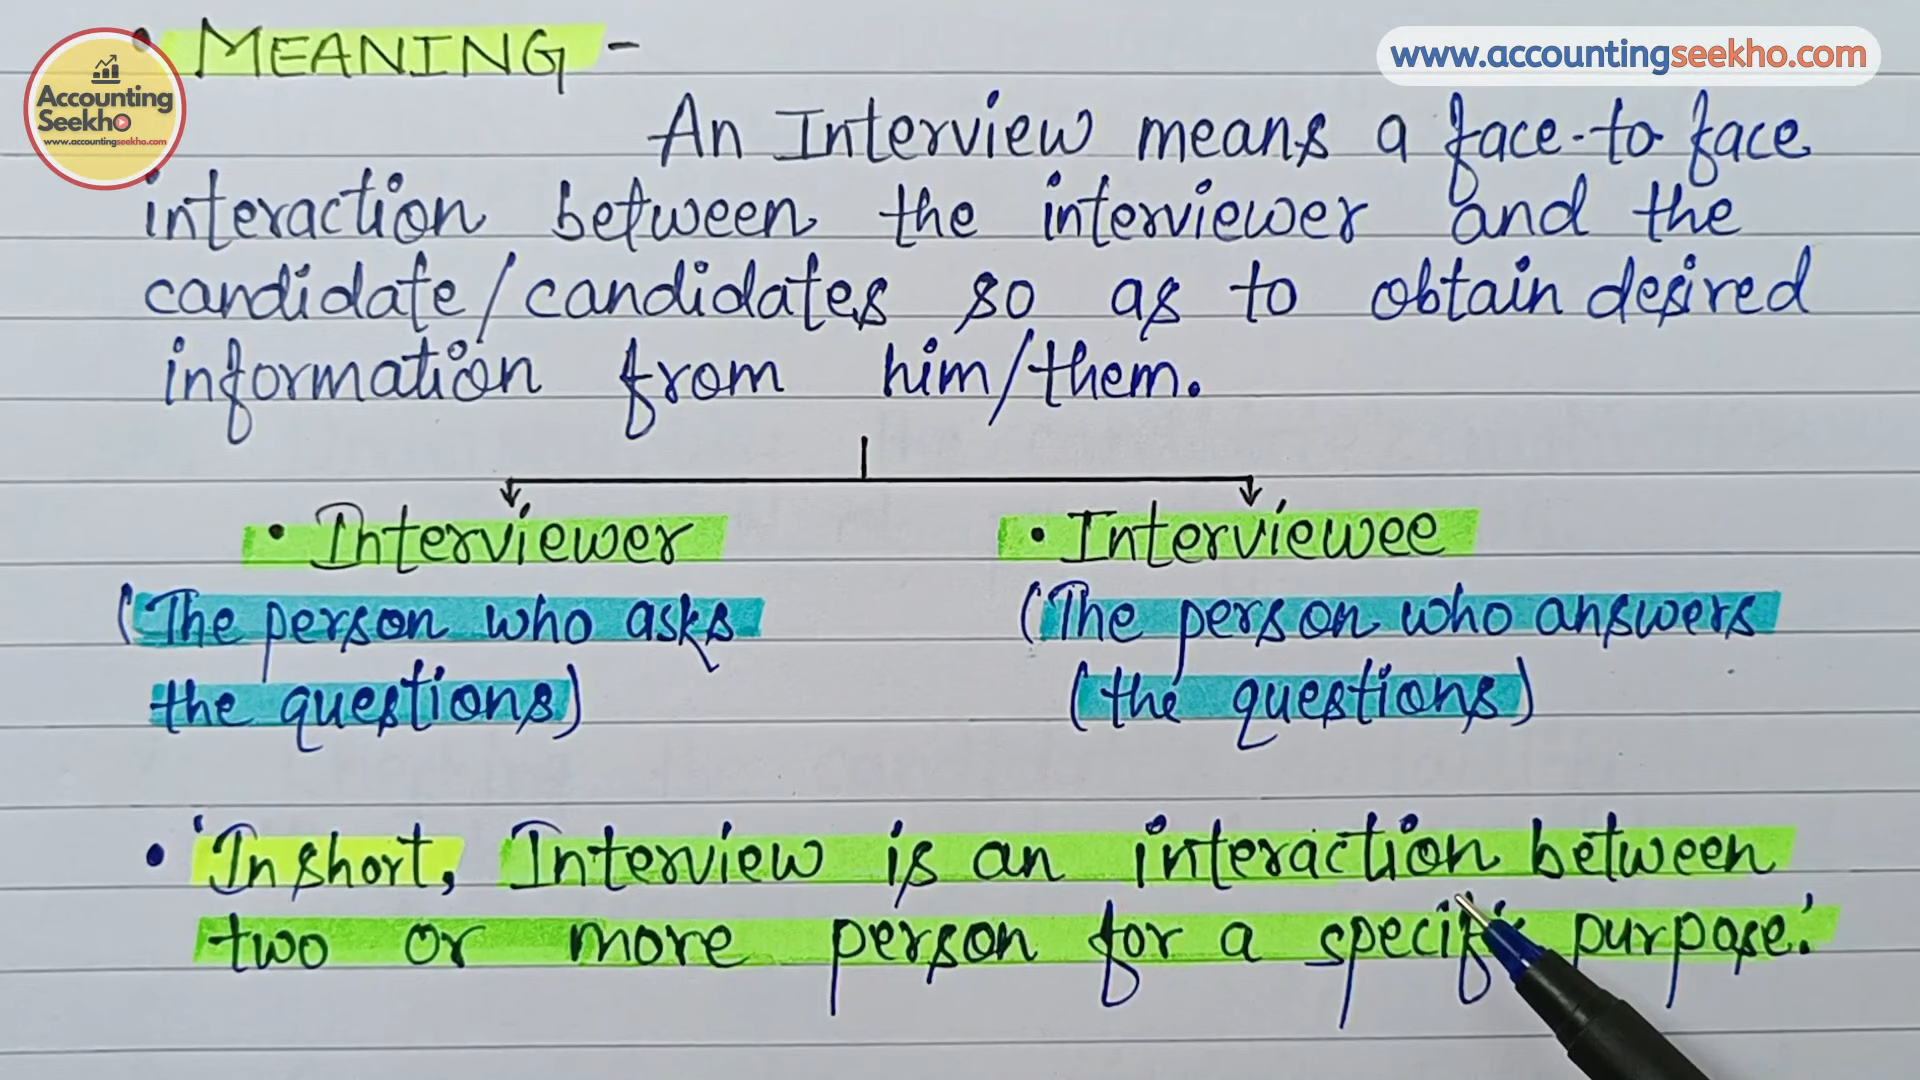 • MEANING -
www.accountingseekho.com
Accounting
Seekho
www.accountingseekho.com
An Interview means a face-to-face
interaction between the interviewer and the
candidate/candidates so as to obtain desired
information from him/them.
• Interviewer
• Interviewee
(The person who asks
the questions)
(The person who answers
(the questions)
• 'In short, Interview is an interaction between
two or more person for a specific purpose.'